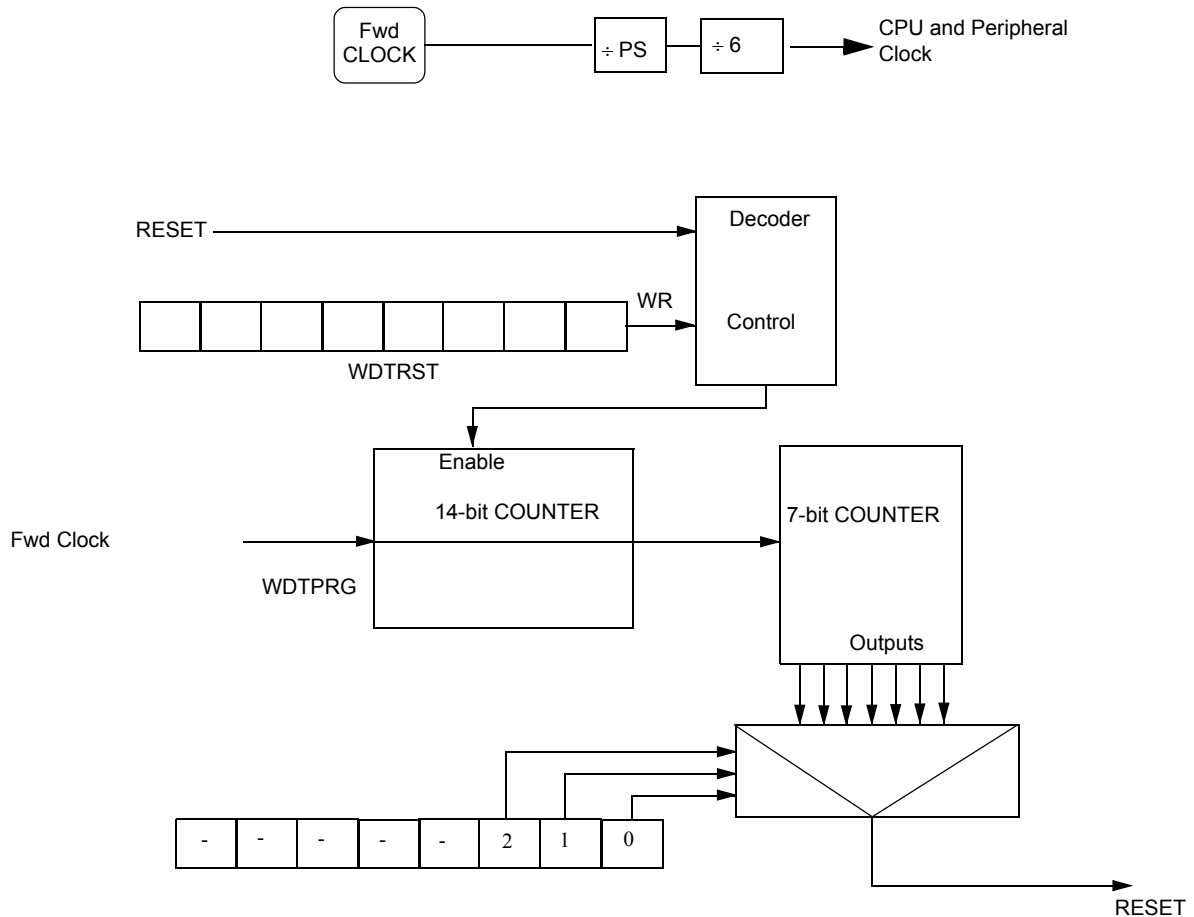 Fwd
CLOCK
÷ PS
÷ 6
CPU and Peripheral
Clock
RESET
Decoder
WR
Control
WDTRST
Enable
14-bit COUNTER
7-bit COUNTER
Fwd Clock
WDTPRG
Outputs
- - - - - 2 1 0
RESET